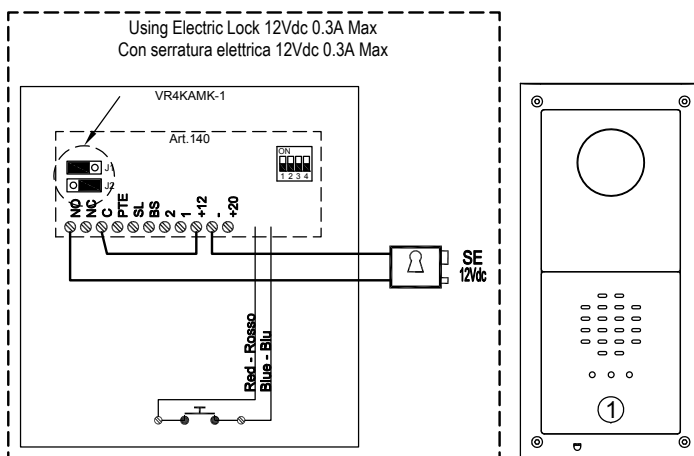 Using Electric Lock 12Vdc 0.3A Max
Con serratura elettrica 12Vdc 0.3A Max
VR4KAMK-1
Art.140
ON
1 2 3 4
J1
J2
NO
NC
C
PTE
SL
BS
2
1
+12
-
+20
SE
12Vdc
Red - Rosso
Blue - Blu
1